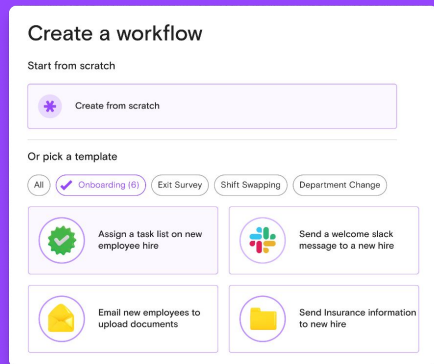 Create a workflow
Start from scratch
Create from scratch
Or pick a template
All
Onboarding (6)
Exit Survey
Shift Swapping
Department Change
Assign a task list on new
employee hire
Send a welcome slack
message to a new hire
Email new employees to
upload documents
Send Insurance information
to new hire